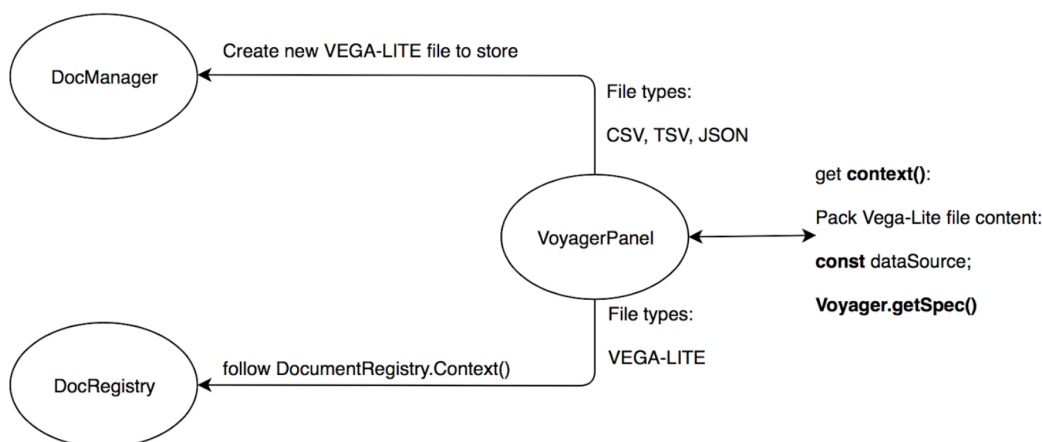 Create new VEGA-LITE file to store
DocManager
File types:
CSV, TSV, JSON
get context():
Pack Vega-Lite file content:
const dataSource;
Voyager.getSpec()
VoyagerPanel
File types:
VEGA-LITE
follow DocumentRegistry.Context()
DocRegistry